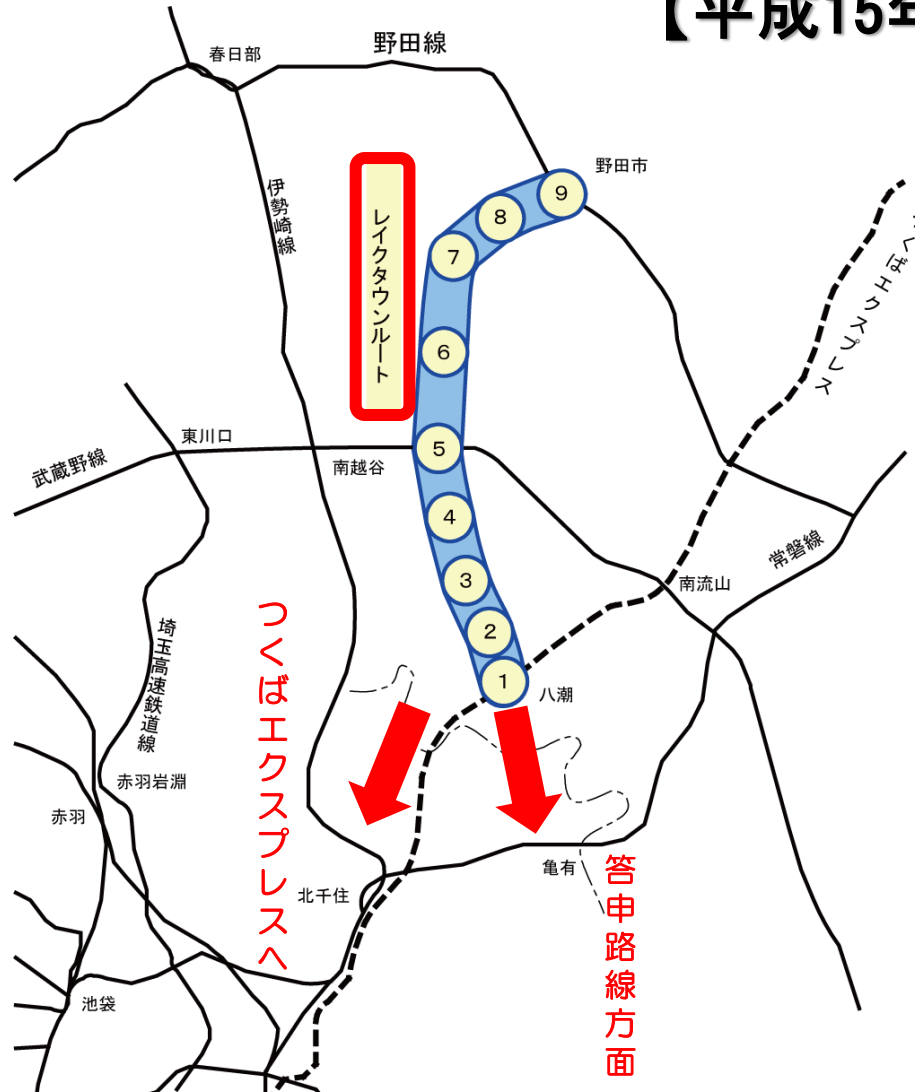 【平成15年
春日部
野田線
野田市
伊勢崎線
レイクタウンルート
つくばエクスプレス
9
8
7
6
5
4
3
2
1
東川口
武蔵野線
南越谷
南流山
常磐線
埼玉高速鉄道線
つくばエクスプレスへ
八潮
赤羽岩淵
赤羽
亀有
答申路線方面
北千住
池袋